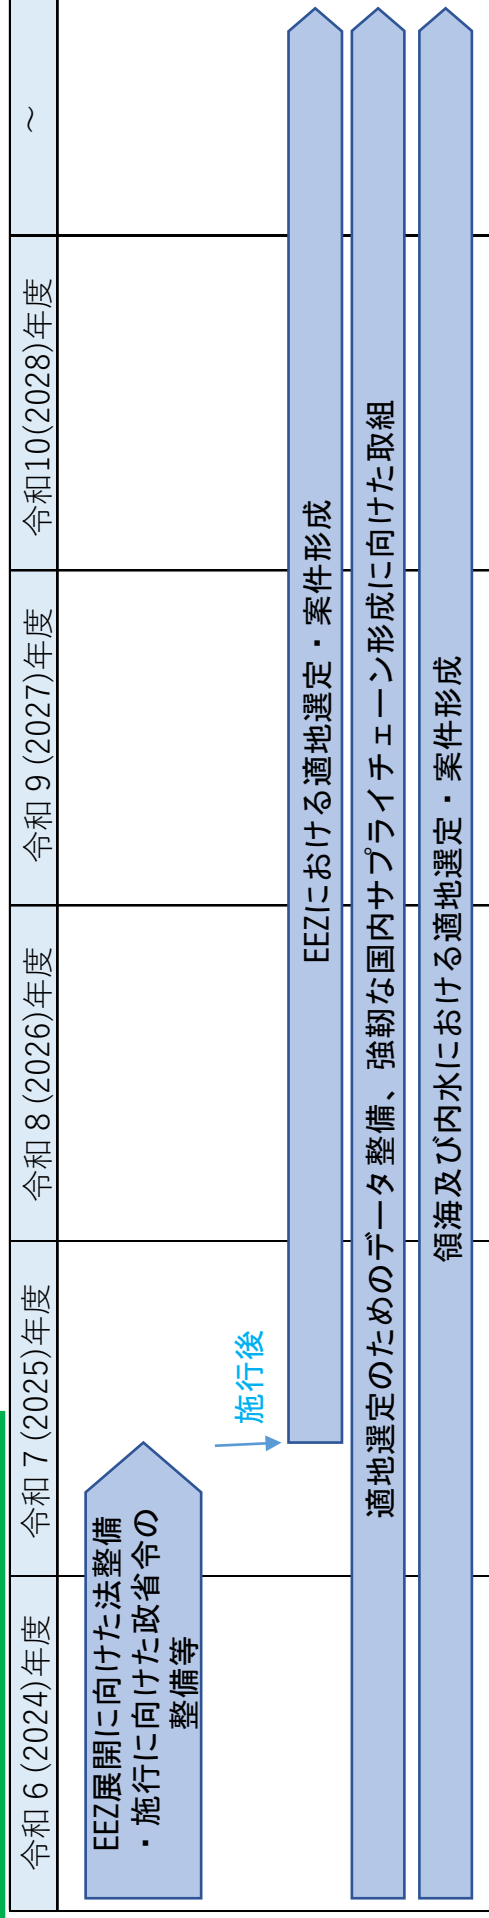 令和６(2024)年度
令和７(2025)年度
令和８(2026)年度
令和９(2027)年度
令和10(2028)年度
～
EEZ展開に向けた法整備
・施行に向けた政省令の
整備等
施行後
EEZにおける適地選定・案件形成
適地選定のためのデータ整備、強靭な国内サプライチェーン形成に向けた取組
領海及び内水における適地選定・案件形成